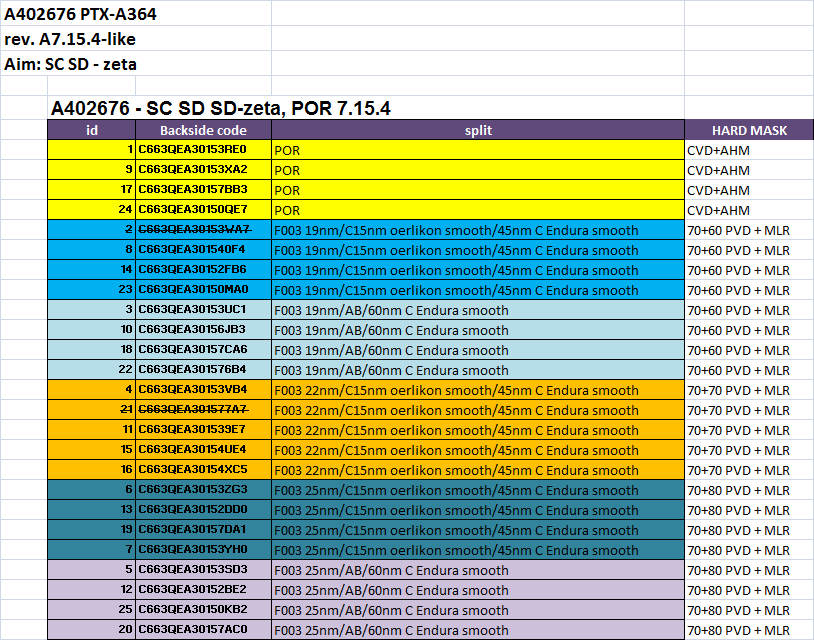 A402676 PTX-A364
rev. A7.15.4-like
Aim: SC SD - zeta
A402676 - SC SD SD-zeta, POR 7.15.4
id Backside code split HARD MASK
1 C663QEA30153RE0 POR CVD+AHM
9 C663QEA30153XA2 POR CVD+AHM
17 C663QEA30157BB3 POR CVD+AHM
24 C663QEA30150QE7 POR CVD+AHM
2 C663QEA30153WA7 F003 19nm/C15nm oerlikon smooth/45nm C Endura smooth 70+60 PVD + MLR
8 C663QEA301540F4 F003 19nm/C15nm oerlikon smooth/45nm C Endura smooth 70+60 PVD + MLR
14 C663QEA30152FB6 F003 19nm/C15nm oerlikon smooth/45nm C Endura smooth 70+60 PVD + MLR
23 C663QEA30150MA0 F003 19nm/C15nm oerlikon smooth/45nm C Endura smooth 70+60 PVD + MLR
3 C663QEA30153UC1 F003 19nm/AB/60nm C Endura smooth 70+60 PVD + MLR
10 C663QEA30156JB3 F003 19nm/AB/60nm C Endura smooth 70+60 PVD + MLR
18 C663QEA30157CA6 F003 19nm/AB/60nm C Endura smooth 70+60 PVD + MLR
22 C663QEA301576B4 F003 19nm/AB/60nm C Endura smooth 70+60 PVD + MLR
4 C663QEA30153VB4 F003 22nm/C15nm oerlikon smooth/45nm C Endura smooth 70+70 PVD + MLR
21 C663QEA301577A7 F003 22nm/C15nm oerlikon smooth/45nm C Endura smooth 70+70 PVD + MLR
11 C663QEA301539E7 F003 22nm/C15nm oerlikon smooth/45nm C Endura smooth 70+70 PVD + MLR
15 C663QEA30154UE4 F003 22nm/C15nm oerlikon smooth/45nm C Endura smooth 70+70 PVD + MLR
16 C663QEA30154XC5 F003 22nm/C15nm oerlikon smooth/45nm C Endura smooth 70+70 PVD + MLR
6 C663QEA30153ZG3 F003 25nm/C15nm oerlikon smooth/45nm C Endura smooth 70+80 PVD + MLR
13 C663QEA30152DD0 F003 25nm/C15nm oerlikon smooth/45nm C Endura smooth 70+80 PVD + MLR
19 C663QEA30157DA1 F003 25nm/C15nm oerlikon smooth/45nm C Endura smooth 70+80 PVD + MLR
7 C663QEA30153YH0 F003 25nm/C15nm oerlikon smooth/45nm C Endura smooth 70+80 PVD + MLR
5 C663QEA30153SD3 F003 25nm/AB/60nm C Endura smooth 70+80 PVD + MLR
12 C663QEA30152BE2 F003 25nm/AB/60nm C Endura smooth 70+80 PVD + MLR
25 C663QEA30150KB2 F003 25nm/AB/60nm C Endura smooth 70+80 PVD + MLR
20 C663QEA30157AC0 F003 25nm/AB/60nm C Endura smooth 70+80 PVD + MLR